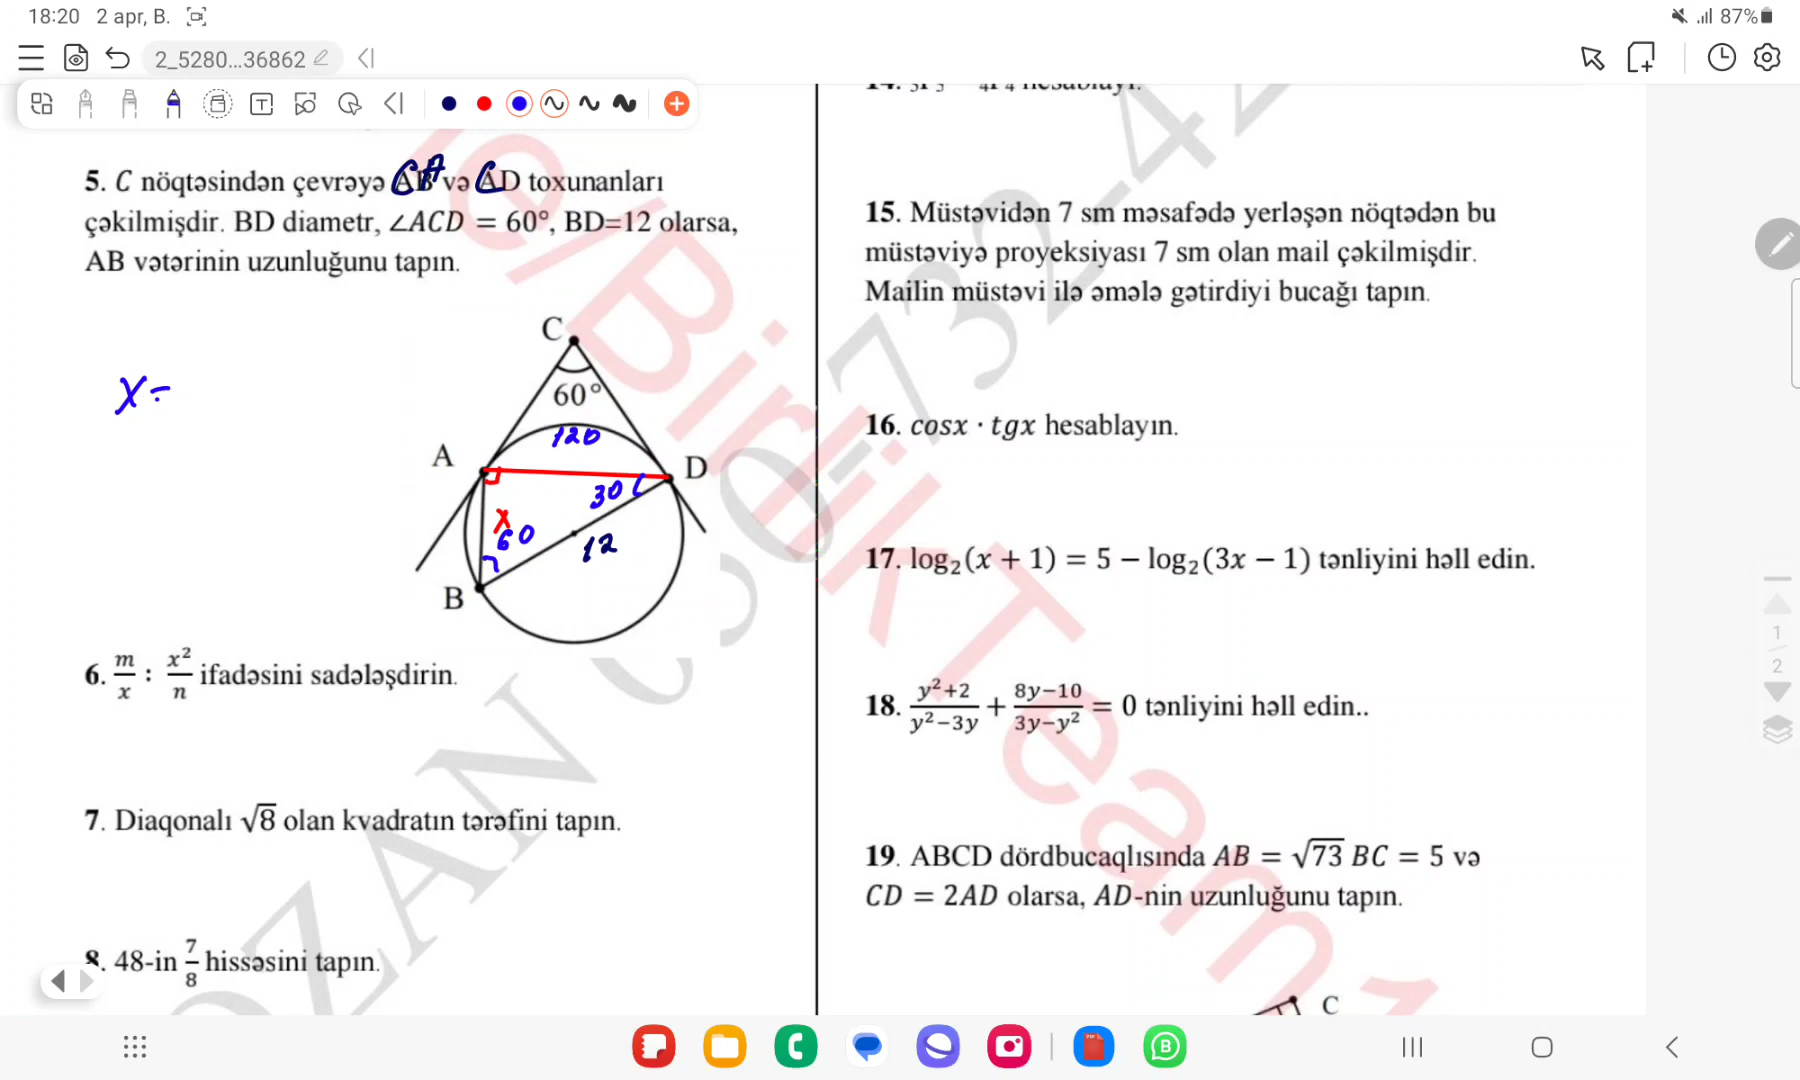 18:20 2 apr, B. 87%
2_5280...36862
5. C nöqtəsindən çevrəyə CA və CD toxunanları
çəkilmişdir. BD diametr, ∠ACD = 60°, BD=12 olarsa,
AB vətərinin uzunluğunu tapın.
x =
C
60°
120
A
D
30
x
60
12
B
6. m/x : x²/n ifadəsini sadələşdirin.
7. Diaqonalı √8 olan kvadratın tərəfini tapın.
8. 48-in 7/8 hissəsini tapın.
hesablayı.
15. Müstəvidən 7 sm məsafədə yerləşən nöqtədən bu
müstəviyə proyeksiyası 7 sm olan mail çəkilmişdir.
Mailin müstəvi ilə əmələ gətirdiyi bucağı tapın.
16. cosx · tgx hesablayın.
17. log₂(x + 1) = 5 − log₂(3x − 1) tənliyini həll edin.
18. y²+2/y²−3y + 8y−10/3y−y² = 0 tənliyini həll edin..
19. ABCD dördbucaqlısında AB = √73 BC = 5 və
CD = 2AD olarsa, AD-nin uzunluğunu tapın.
C
e/BirlikTeam1
OZAN
732-42
1
2